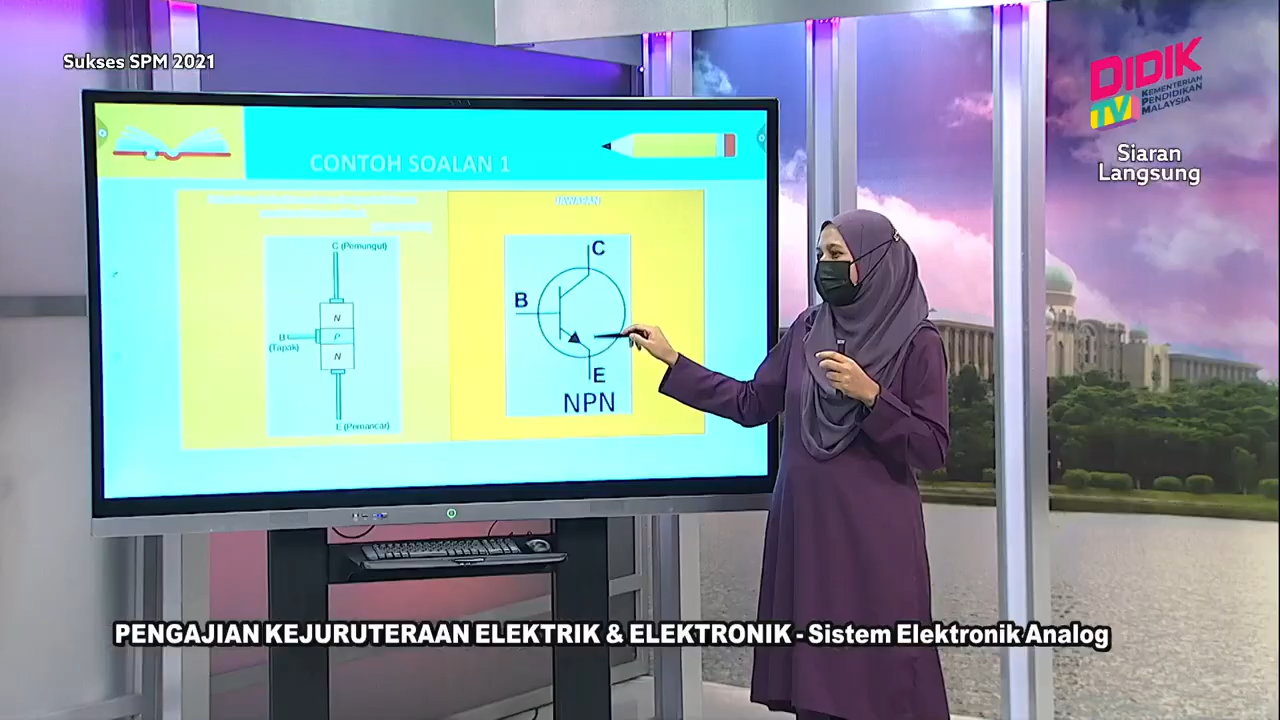 Sukses SPM 2021
DIDIK
TV
KEMENTERIAN
PENDIDIKAN
MALAYSIA
Siaran
Langsung
CONTOH SOALAN 1
JAWAPAN
C (Pemungut)
N
P
N
B
(Tapak)
E (Pemancar)
C
B
E
NPN
PENGAJIAN KEJURUTERAAN ELEKTRIK & ELEKTRONIK - Sistem Elektronik Analog